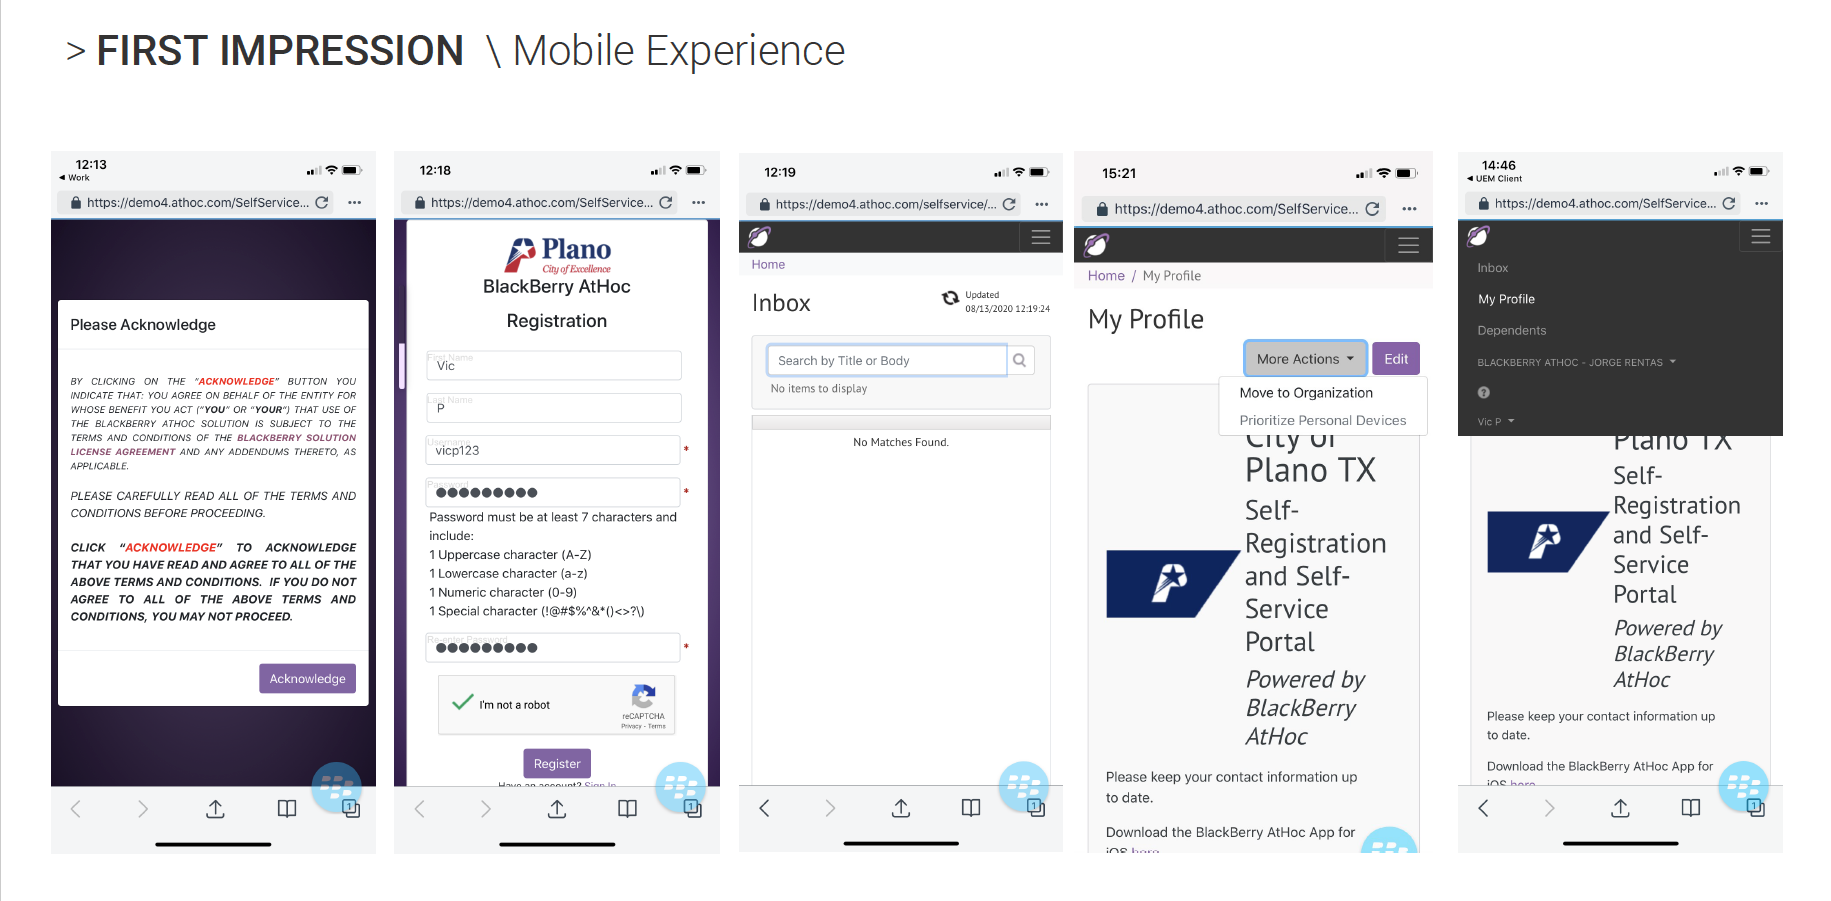 > FIRST IMPRESSION \ Mobile Experience
12:13
◄ Work
https://demo4.athoc.com/SelfService...
Please Acknowledge
BY CLICKING ON THE "ACKNOWLEDGE" BUTTON YOU
INDICATE THAT: YOU AGREE ON BEHALF OF THE ENTITY FOR
WHOSE BENEFIT YOU ACT ("YOU" OR "YOUR") THAT USE OF
THE BLACKBERRY ATHOC SOLUTION IS SUBJECT TO THE
TERMS AND CONDITIONS OF THE BLACKBERRY SOLUTION
LICENSE AGREEMENT AND ANY ADDENDUMS THERETO, AS
APPLICABLE.
PLEASE CAREFULLY READ ALL OF THE TERMS AND
CONDITIONS BEFORE PROCEEDING.
CLICK "ACKNOWLEDGE" TO ACKNOWLEDGE
THAT YOU HAVE READ AND AGREE TO ALL OF THE
ABOVE TERMS AND CONDITIONS. IF YOU DO NOT
AGREE TO ALL OF THE ABOVE TERMS AND
CONDITIONS, YOU MAY NOT PROCEED.
Acknowledge
1
12:18
https://demo4.athoc.com/SelfService...
Plano
City of Excellence
BlackBerry AtHoc
Registration
First Name
Vic
Last Name
P
Username
vicp123 *
Password
●●●●●●●●● *
Password must be at least 7 characters and
include:
1 Uppercase character (A-Z)
1 Lowercase character (a-z)
1 Numeric character (0-9)
1 Special character (!@#$%^&*()<>?\)
Re-enter Password
●●●●●●●●● *
I'm not a robot
reCAPTCHA
Privacy - Terms
Register
Have an account? Sign In
1
12:19
https://demo4.athoc.com/selfservice/...
Home
Inbox
Updated
08/13/2020 12:19:24
Search by Title or Body
No items to display
No Matches Found.
1
15:21
https://demo4.athoc.com/SelfService...
Home / My Profile
My Profile
More Actions
Edit
Move to Organization
Prioritize Personal Devices
City of
Plano TX
Self-
Registration
and Self-
Service
Portal
Powered by
BlackBerry
AtHoc
Please keep your contact information up
to date.
Download the BlackBerry AtHoc App for
iOS here
14:46
◄ UEM Client
https://demo4.athoc.com/SelfService...
Inbox
My Profile
Dependents
BLACKBERRY ATHOC - JORGE RENTAS
?
Vic P
Plano TX
Self-
Registration
and Self-
Service
Portal
Powered by
BlackBerry
AtHoc
Please keep your contact information up
to date.
Download the BlackBerry AtHoc App for
iOS here
1